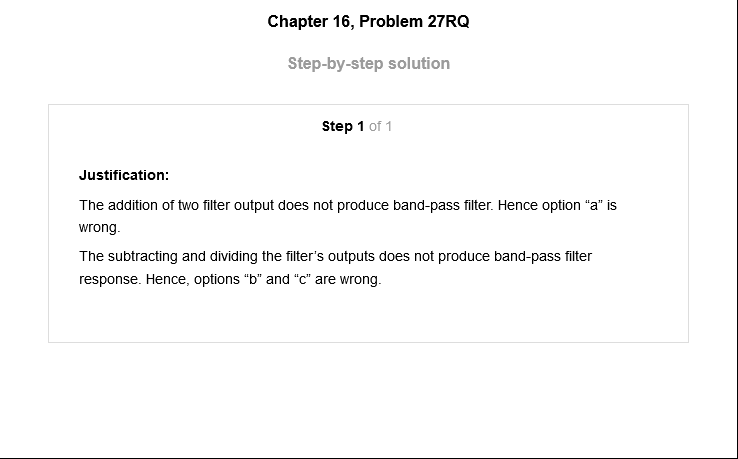 Chapter 16, Problem 27RQ
Step-by-step solution
Step 1 of 1
Justification:
The addition of two filter output does not produce band-pass filter. Hence option “a” is
wrong.
The subtracting and dividing the filter’s outputs does not produce band-pass filter
response. Hence, options “b” and “c” are wrong.